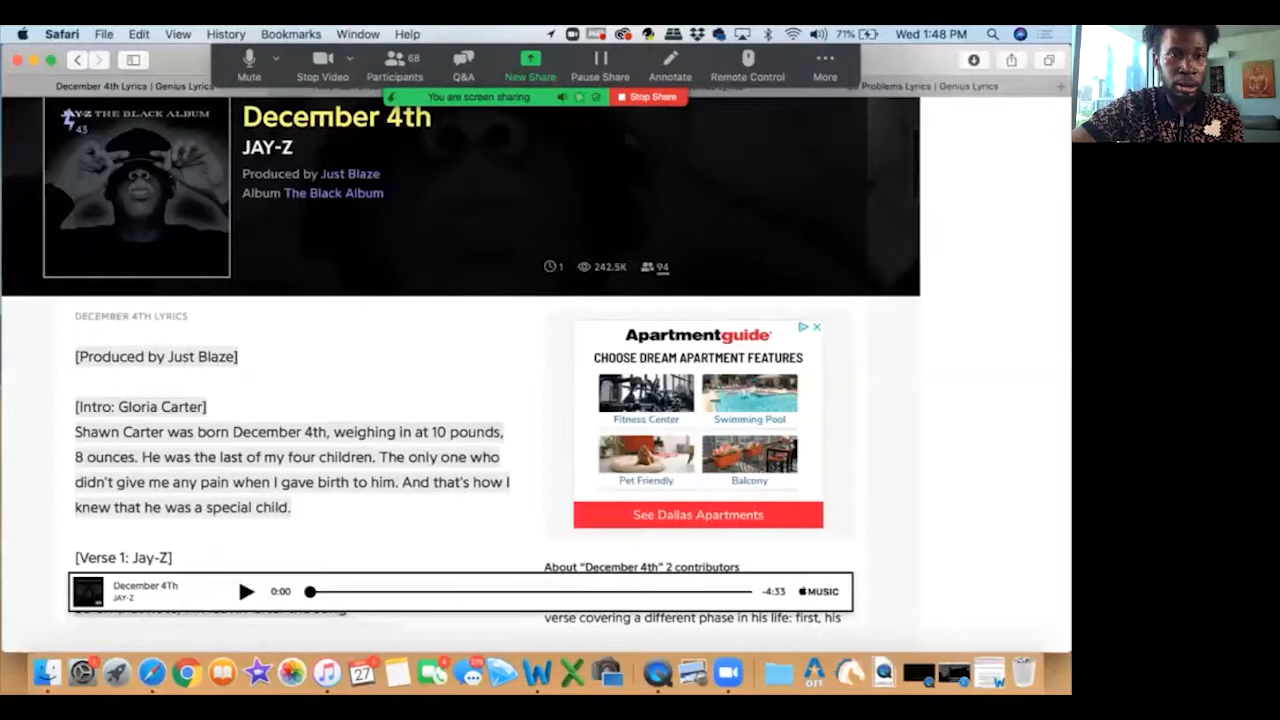 Safari File Edit View History Bookmarks Window Help 71% Wed 1:48 PM
Mute Stop Video Participants 68 Q&A New Share Pause Share Annotate Remote Control More
You are screen sharing Stop Share
December 4th Lyrics | Genius Lyrics
Problems Lyrics | Genius Lyrics
JAY-Z THE BLACK ALBUM
43
December 4th
JAY-Z
Produced by Just Blaze
Album The Black Album
1 242.5K 94
DECEMBER 4TH LYRICS
[Produced by Just Blaze]
[Intro: Gloria Carter]
Shawn Carter was born December 4th, weighing in at 10 pounds,
8 ounces. He was the last of my four children. The only one who
didn't give me any pain when I gave birth to him. And that's how I
knew that he was a special child.
[Verse 1: Jay-Z]
Apartmentguide
CHOOSE DREAM APARTMENT FEATURES
Fitness Center Swimming Pool
Pet Friendly Balcony
See Dallas Apartments
About “December 4th” 2 contributors
verse covering a different phase in his life: first, his
December 4Th
JAY-Z
0:00 -4:33 MUSIC
27
OIT